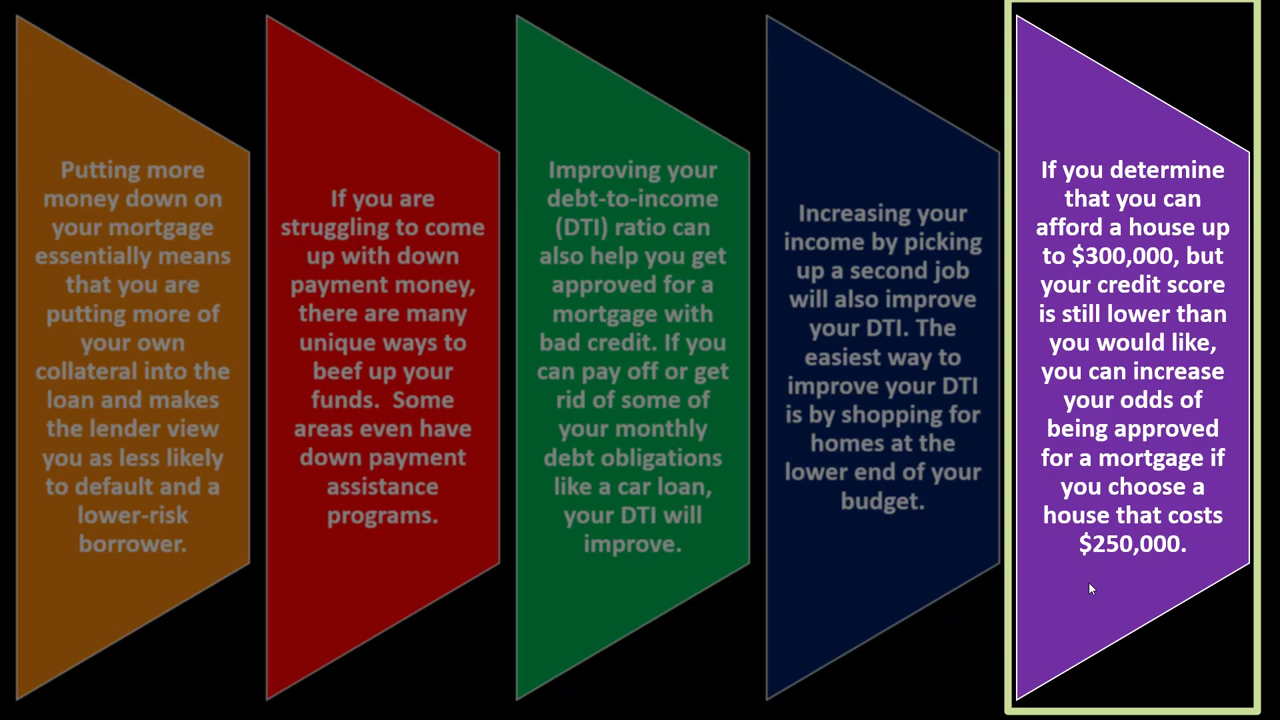 Putting more
money down on
your mortgage
essentially means
that you are
putting more of
your own
collateral into the
loan and makes
the lender view
you as less likely
to default and a
lower-risk
borrower.
If you are
struggling to come
up with down
payment money,
there are many
unique ways to
beef up your
funds.  Some
areas even have
down payment
assistance
programs.
Improving your
debt-to-income
(DTI) ratio can
also help you get
approved for a
mortgage with
bad credit. If you
can pay off or get
rid of some of
your monthly
debt obligations
like a car loan,
your DTI will
improve.
Increasing your
income by picking
up a second job
will also improve
your DTI. The
easiest way to
improve your DTI
is by shopping for
homes at the
lower end of your
budget.
If you determine
that you can
afford a house up
to $300,000, but
your credit score
is still lower than
you would like,
you can increase
your odds of
being approved
for a mortgage if
you choose a
house that costs
$250,000.